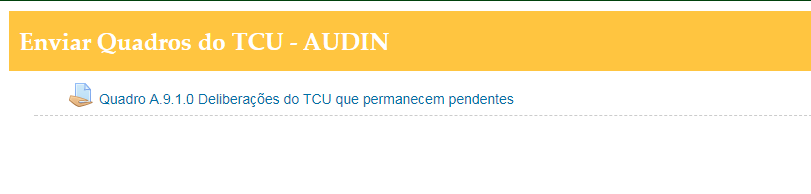 Enviar Quadros do TCU - AUDIN
Quadro A.9.1.0 Deliberações do TCU que permanecem pendentes